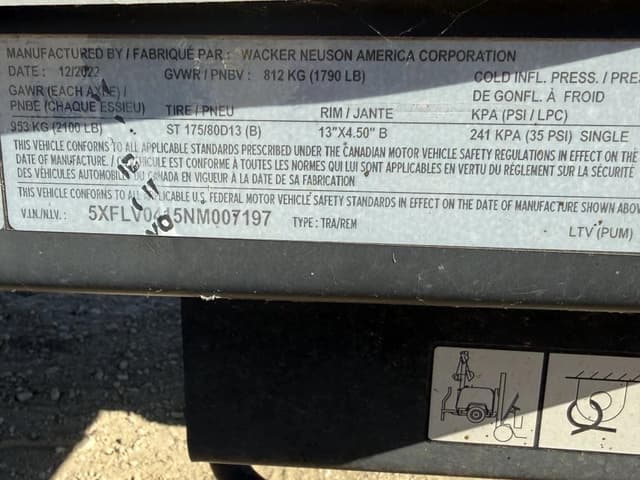 MANUFACTURED BY / FABRIQUÉ PAR: WACKER NEUSON AMERICA CORPORATION
DATE: 12/2022 GVWR / PNBV: 812 KG (1790 LB) COLD INFL. PRESS. / PRES
GAWR (EACH AXLE) / DE GONFL. À FROID
PNBE (CHAQUE ESSIEU) TIRE / PNEU RIM / JANTE KPA (PSI / LPC)
953 KG (2100 LB) ST 175/80D13 (B) 13"X4.50" B 241 KPA (35 PSI) SINGLE
THIS VEHICLE CONFORMS TO ALL APPLICABLE STANDARDS PRESCRIBED UNDER THE CANADIAN MOTOR VEHICLE SAFETY REGULATIONS IN EFFECT ON THE
DATE OF MANUFACTURE. / VÉHICULE EST CONFORME À TOUTES LES NORMES QUI LUI SONT APPLICABLES EN VERTU DU RÈGLEMENT SUR LA SÉCURITÉ
DES VÉHICULES AUTOMOBILES DU CANADA EN VIGUEUR À LA DATE DE SA FABRICATION
THIS VEHICLE CONFORMS TO ALL APPLICABLE U.S. FEDERAL MOTOR VEHICLE SAFETY STANDARDS IN EFFECT ON THE DATE OF MANUFACTURE SHOWN ABOV
V.I.N./N.I.V.: 5XFLV0 5NM007197 TYPE: TRA/REM LTV (PUM)